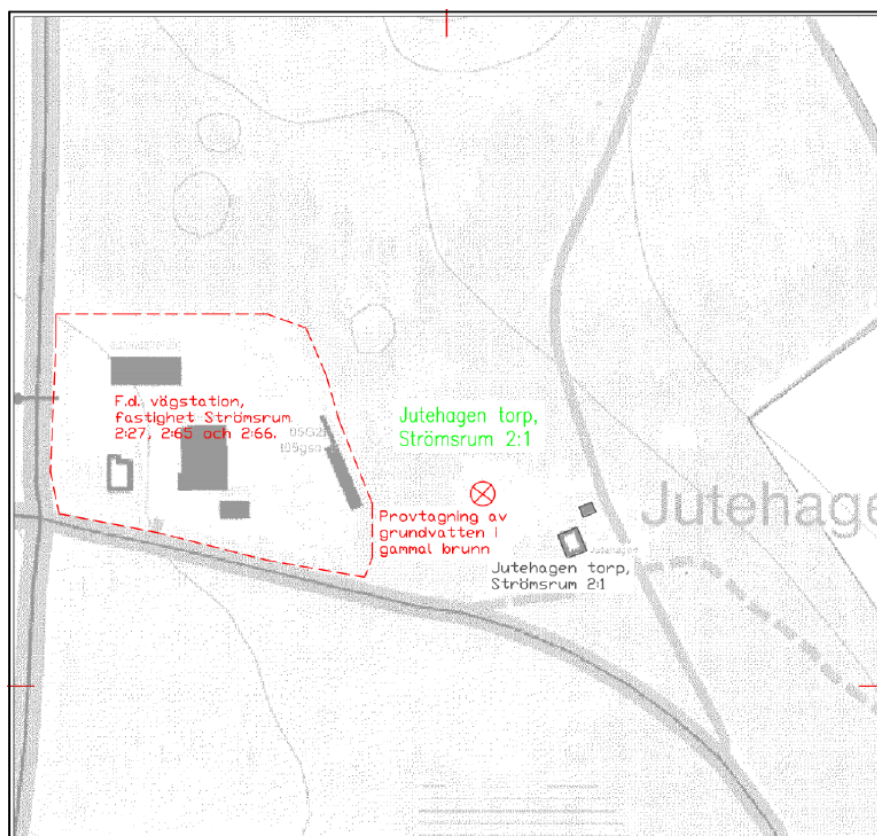 F.d. vägstation,
fastighet Strömsrum
2:27, 2:65 och 2:66.
Jutehagen torp,
Strömsrum 2:1
Provtagning av
grundvatten i
gammal brunn
Jutehage
Jutehagen
Jutehagen torp,
Strömsrum 2:1